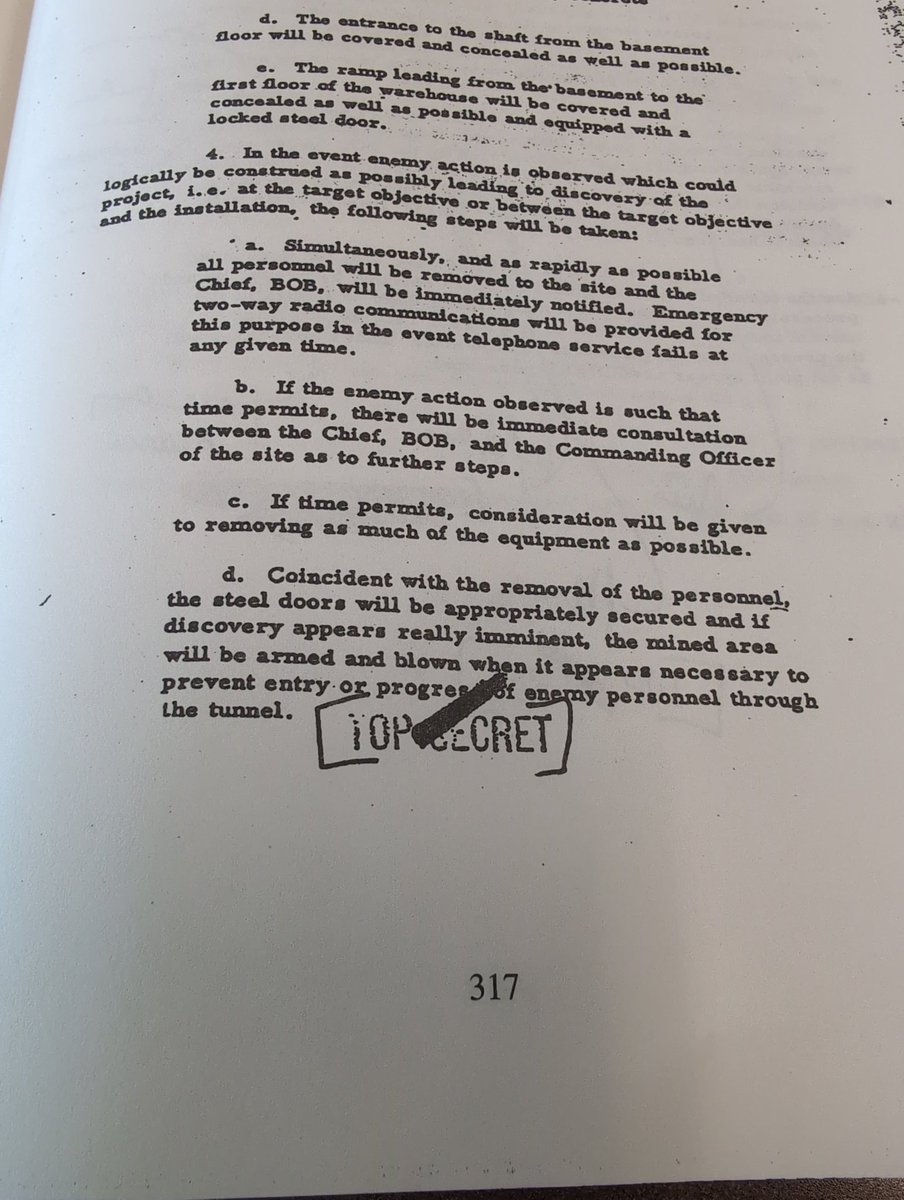 d. The entrance to the shaft from the basement
floor will be covered and concealed as well as possible.
e. The ramp leading from the basement to the
first floor of the warehouse will be covered and
concealed as well as possible and equipped with a
locked steel door.
4. In the event enemy action is observed which could
logically be construed as possibly leading to discovery of the
project, i.e. at the target objective or between the target objective
and the installation, the following steps will be taken:
a. Simultaneously, and as rapidly as possible
all personnel will be removed to the site and the
Chief, BOB, will be immediately notified. Emergency
two-way radio communications will be provided for
this purpose in the event telephone service fails at
any given time.
b. If the enemy action observed is such that
time permits, there will be immediate consultation
between the Chief, BOB, and the Commanding Officer
of the site as to further steps.
c. If time permits, consideration will be given
to removing as much of the equipment as possible.
d. Coincident with the removal of the personnel,
the steel doors will be appropriately secured and if
discovery appears really imminent, the mined area
will be armed and blown when it appears necessary to
prevent entry or progress of enemy personnel through
the tunnel.
TOP SECRET
317